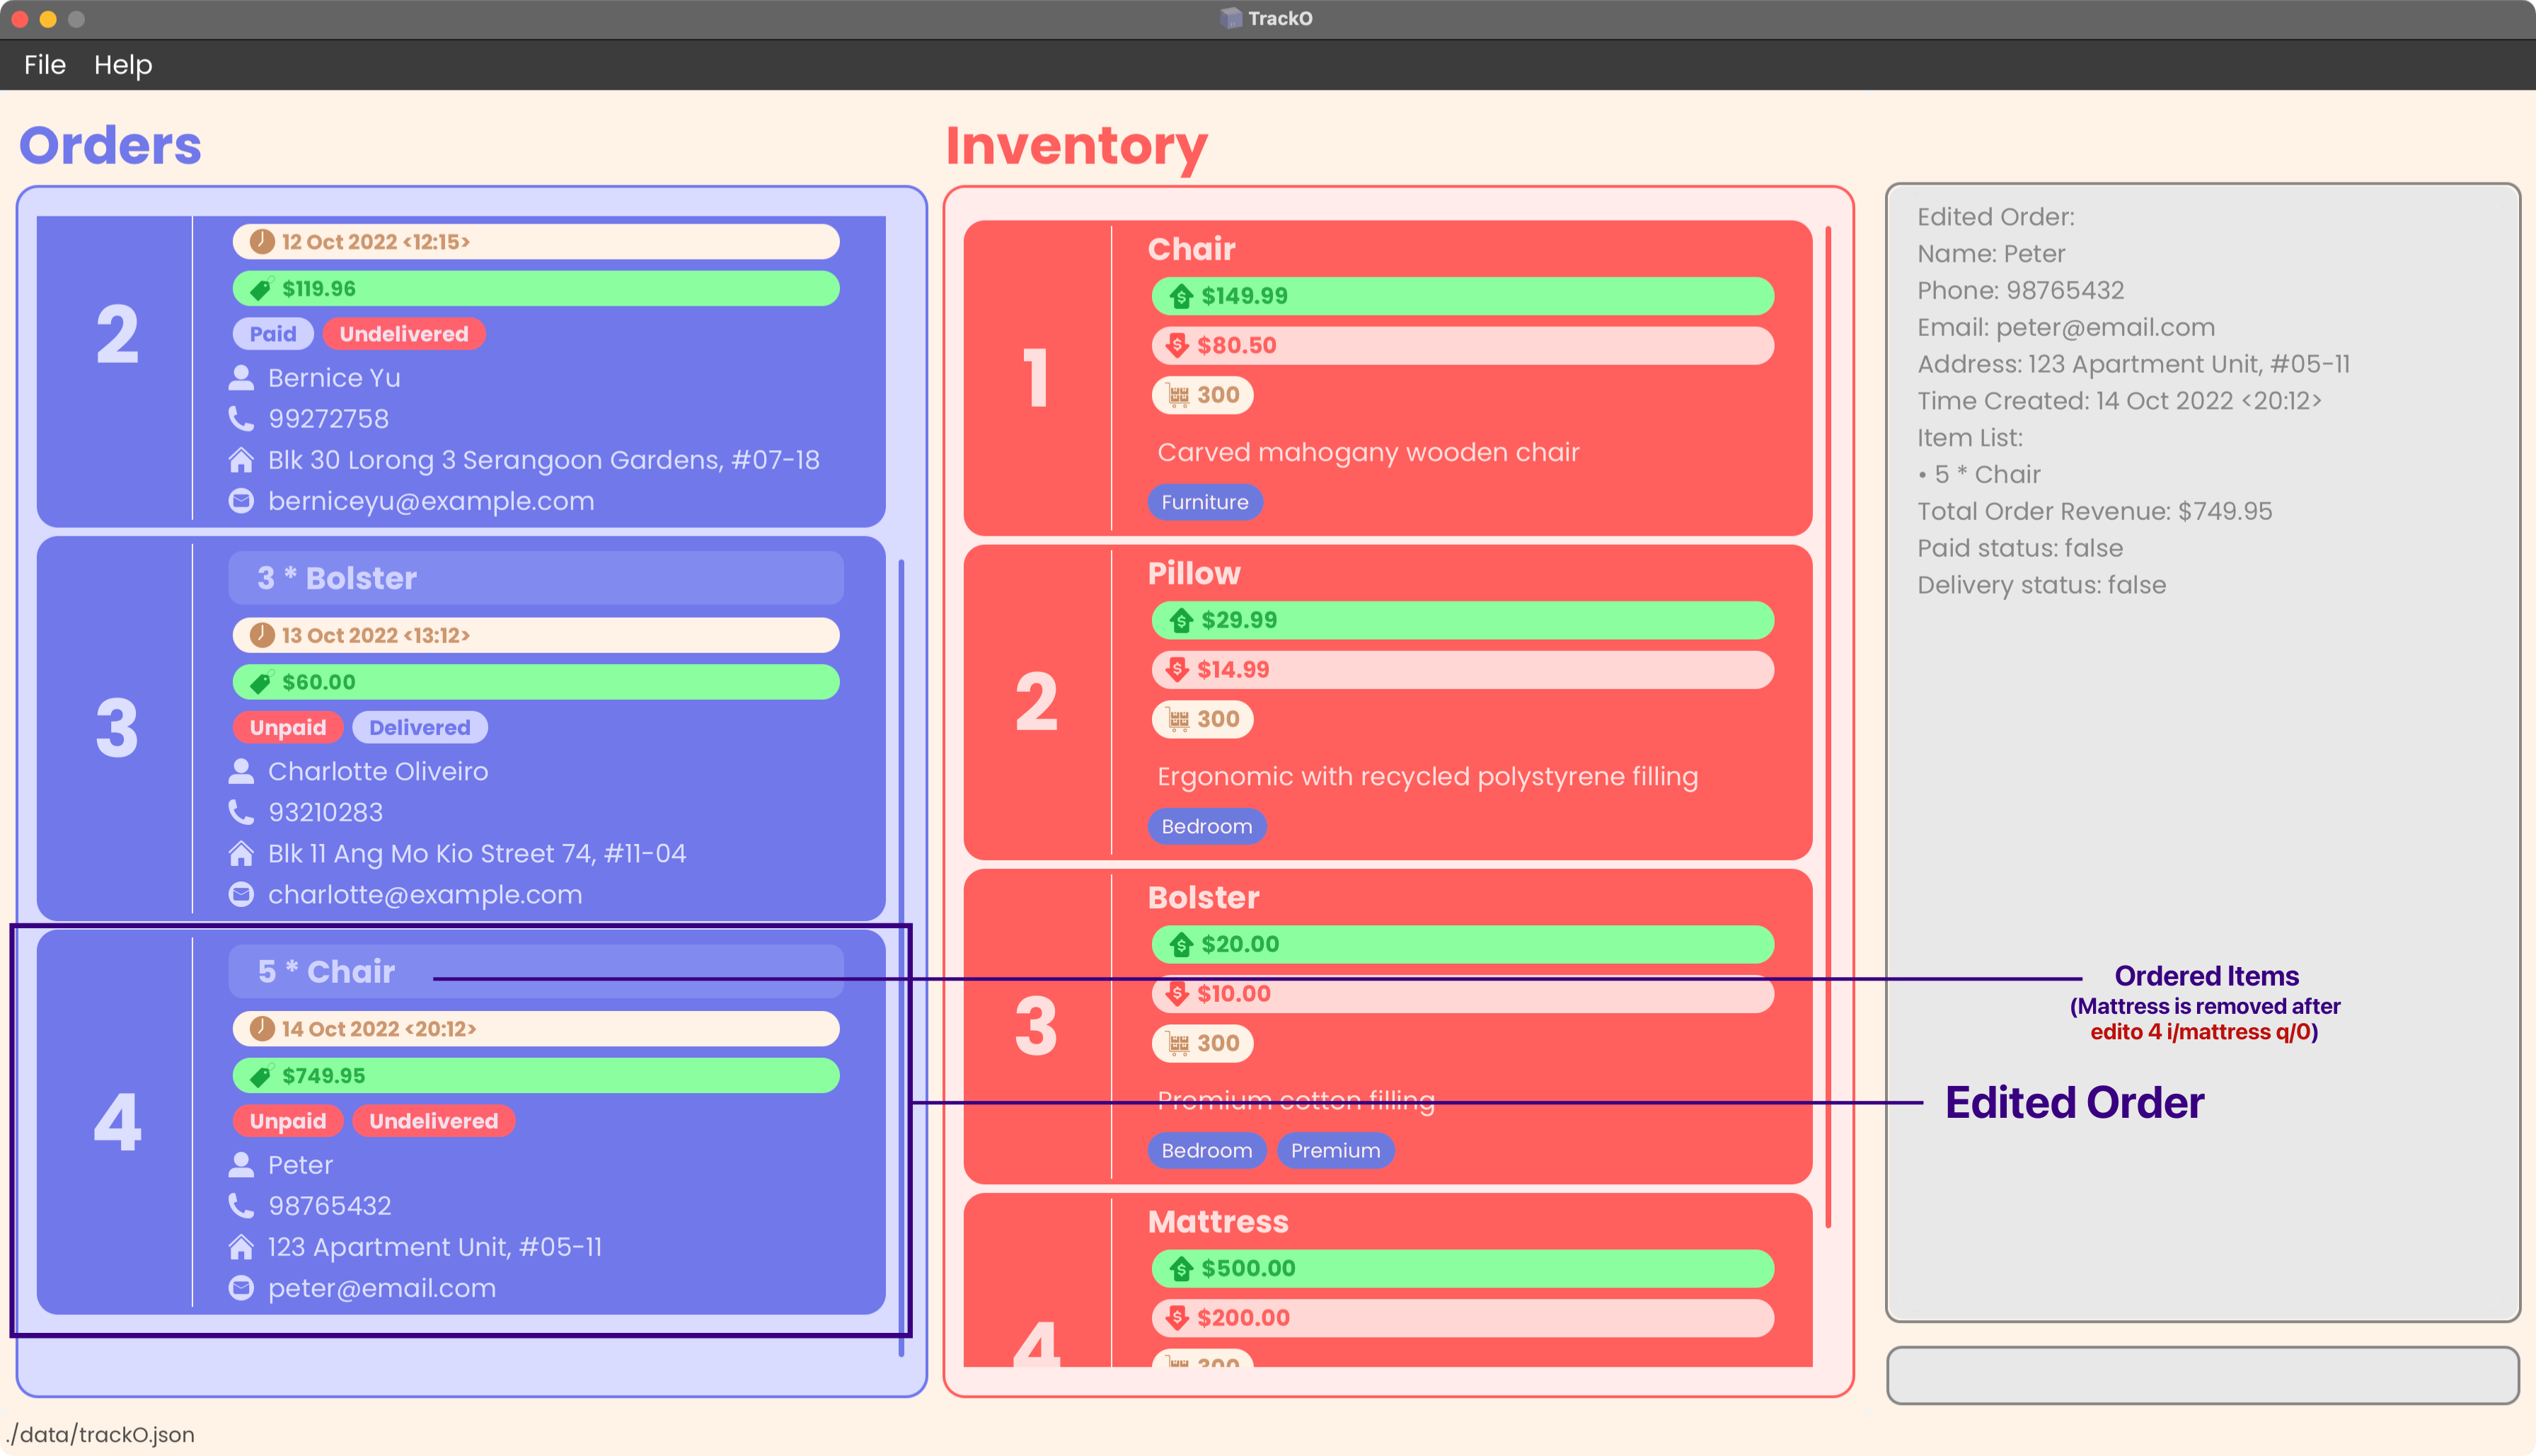 TrackO
File Help
Orders
2
12 Oct 2022 <12:15>
$119.96
Paid Undelivered
Bernice Yu
99272758
Blk 30 Lorong 3 Serangoon Gardens, #07-18
berniceyu@example.com
3
3 * Bolster
13 Oct 2022 <13:12>
$60.00
Unpaid Delivered
Charlotte Oliveiro
93210283
Blk 11 Ang Mo Kio Street 74, #11-04
charlotte@example.com
4
5 * Chair
14 Oct 2022 <20:12>
$749.95
Unpaid Undelivered
Peter
98765432
123 Apartment Unit, #05-11
peter@email.com
Inventory
1
Chair
$149.99
$80.50
300
Carved mahogany wooden chair
Furniture
2
Pillow
$29.99
$14.99
300
Ergonomic with recycled polystyrene filling
Bedroom
3
Bolster
$20.00
$10.00
300
Premium cotton filling
Bedroom Premium
4
Mattress
$500.00
$200.00
300
Edited Order:
Name: Peter
Phone: 98765432
Email: peter@email.com
Address: 123 Apartment Unit, #05-11
Time Created: 14 Oct 2022 <20:12>
Item List:
• 5 * Chair
Total Order Revenue: $749.95
Paid status: false
Delivery status: false
Ordered Items
(Mattress is removed after
edito 4 i/mattress q/0)
Edited Order
./data/trackO.json